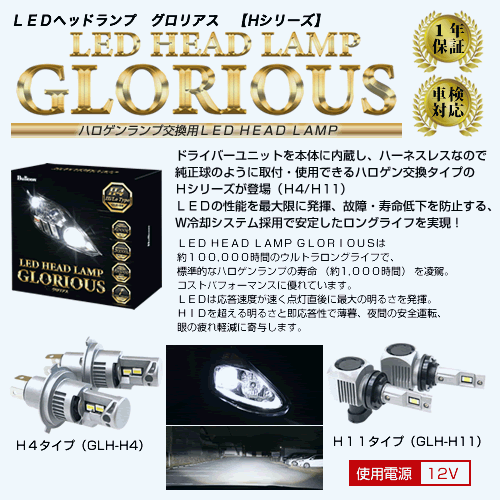 LEDヘッドランプ　グロリアス　【Hシリーズ】
LED HEAD LAMP
GLORIOUS
ハロゲンランプ交換用LED HEAD LAMP
1年
保証
車検
対応
ドライバーユニットを本体に内蔵し、ハーネスレスなので
純正球のように取付・使用できるハロゲン交換タイプの
Hシリーズが登場（H4/H11）
LEDの性能を最大限に発揮、故障・寿命低下を防止する、
W冷却システム採用で安定したロングライフを実現！
LED HEAD LAMP GLORIOUSは
約100,000時間のウルトラロングライフで、
標準的なハロゲンランプの寿命（約1,000時間）を凌駕。
コストパフォーマンスに優れています。
LEDは応答速度が速く点灯直後に最大の明るさを発揮。
HIDを超える明るさと即応答性で薄暮、夜間の安全運転、
眼の疲れ軽減に寄与します。
Bullcon
H4
Hi/Lo Type
LED HEAD LAMP
GLORIOUS
グロリアス
H4タイプ（GLH-H4）
H11タイプ（GLH-H11）
使用電源　12V